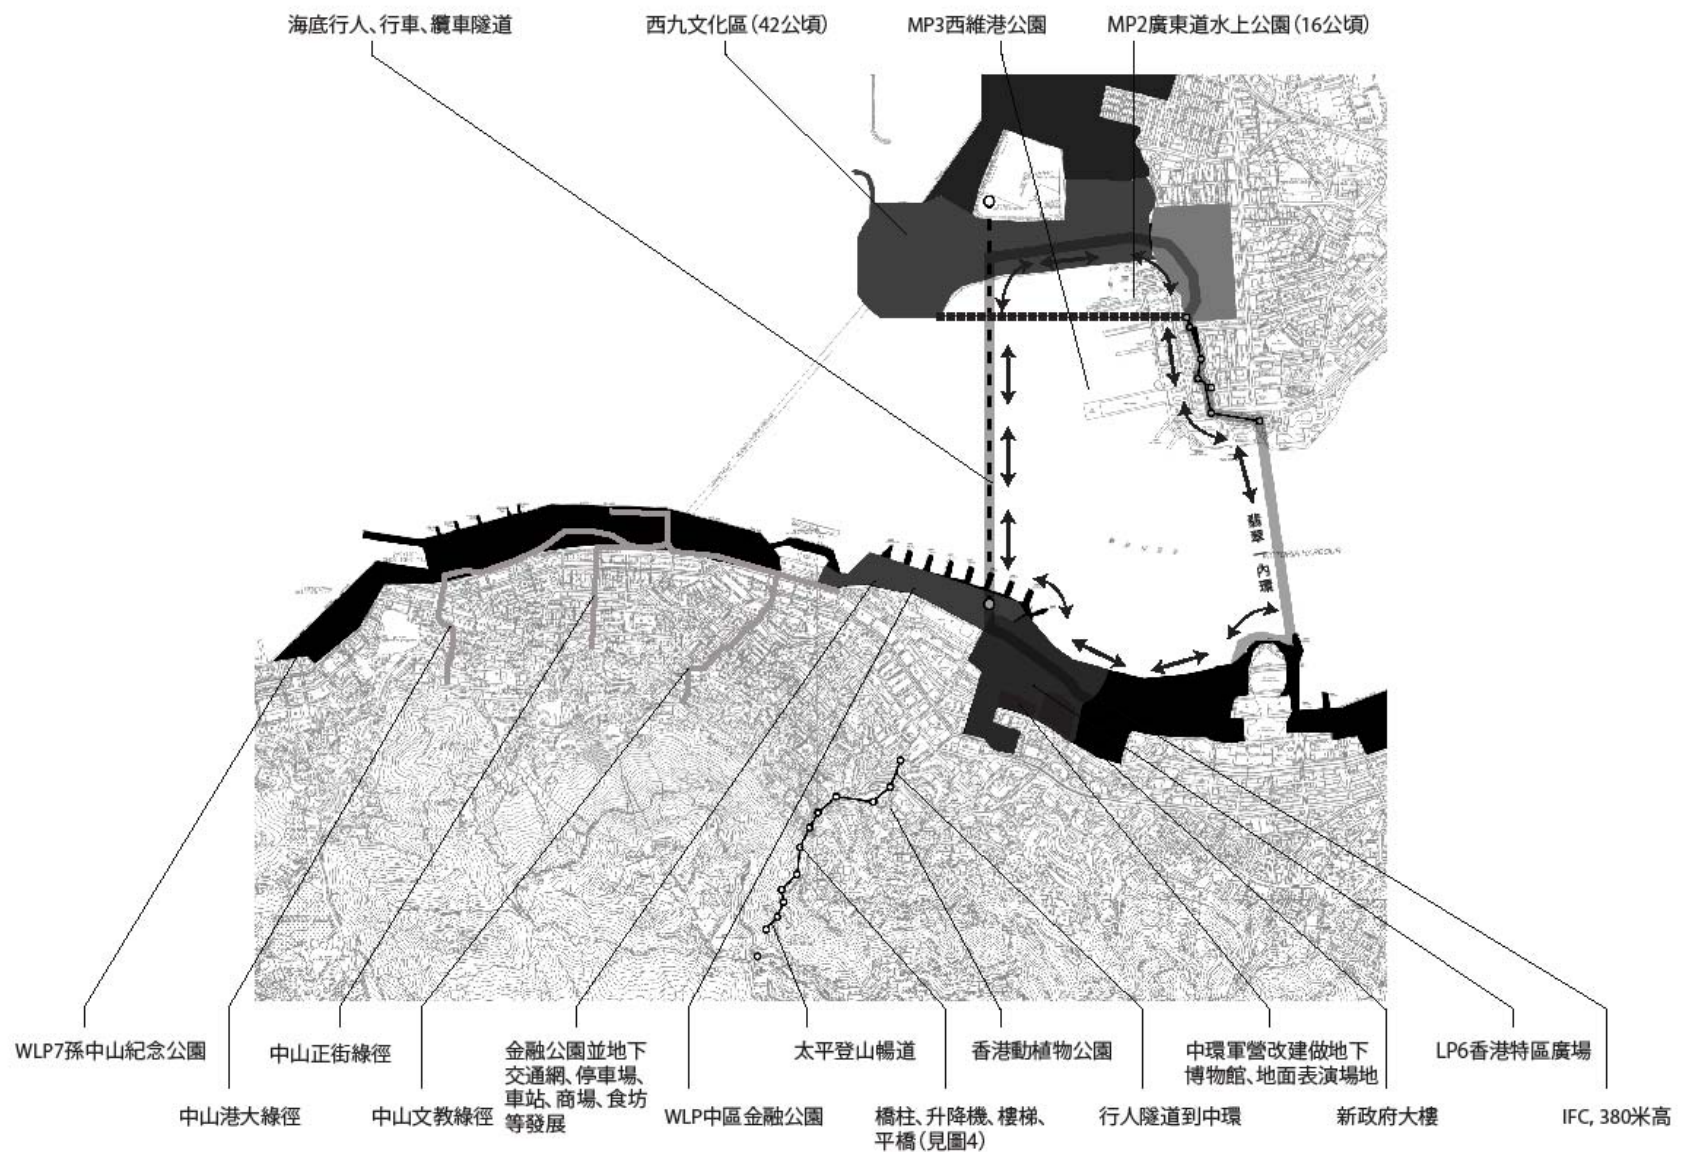 海底行人、行車、纜車隧道
西九文化區(42公頃)
MP3西維港公園
MP2廣東道水上公園(16公頃)
翡翠「內環
WLP7孫中山紀念公園
中山正街綠徑
金融公園並地下
交通網、停車場、
車站、商場、食坊
等發展
太平登山暢道
香港動植物公園
中環軍營改建做地下
博物館、地面表演場地
LP6香港特區廣場
中山港大綠徑
中山文教綠徑
WLP中區金融公園
橋柱、升降機、樓梯、
平橋(見圖4)
行人隧道到中環
新政府大樓
IFC, 380米高